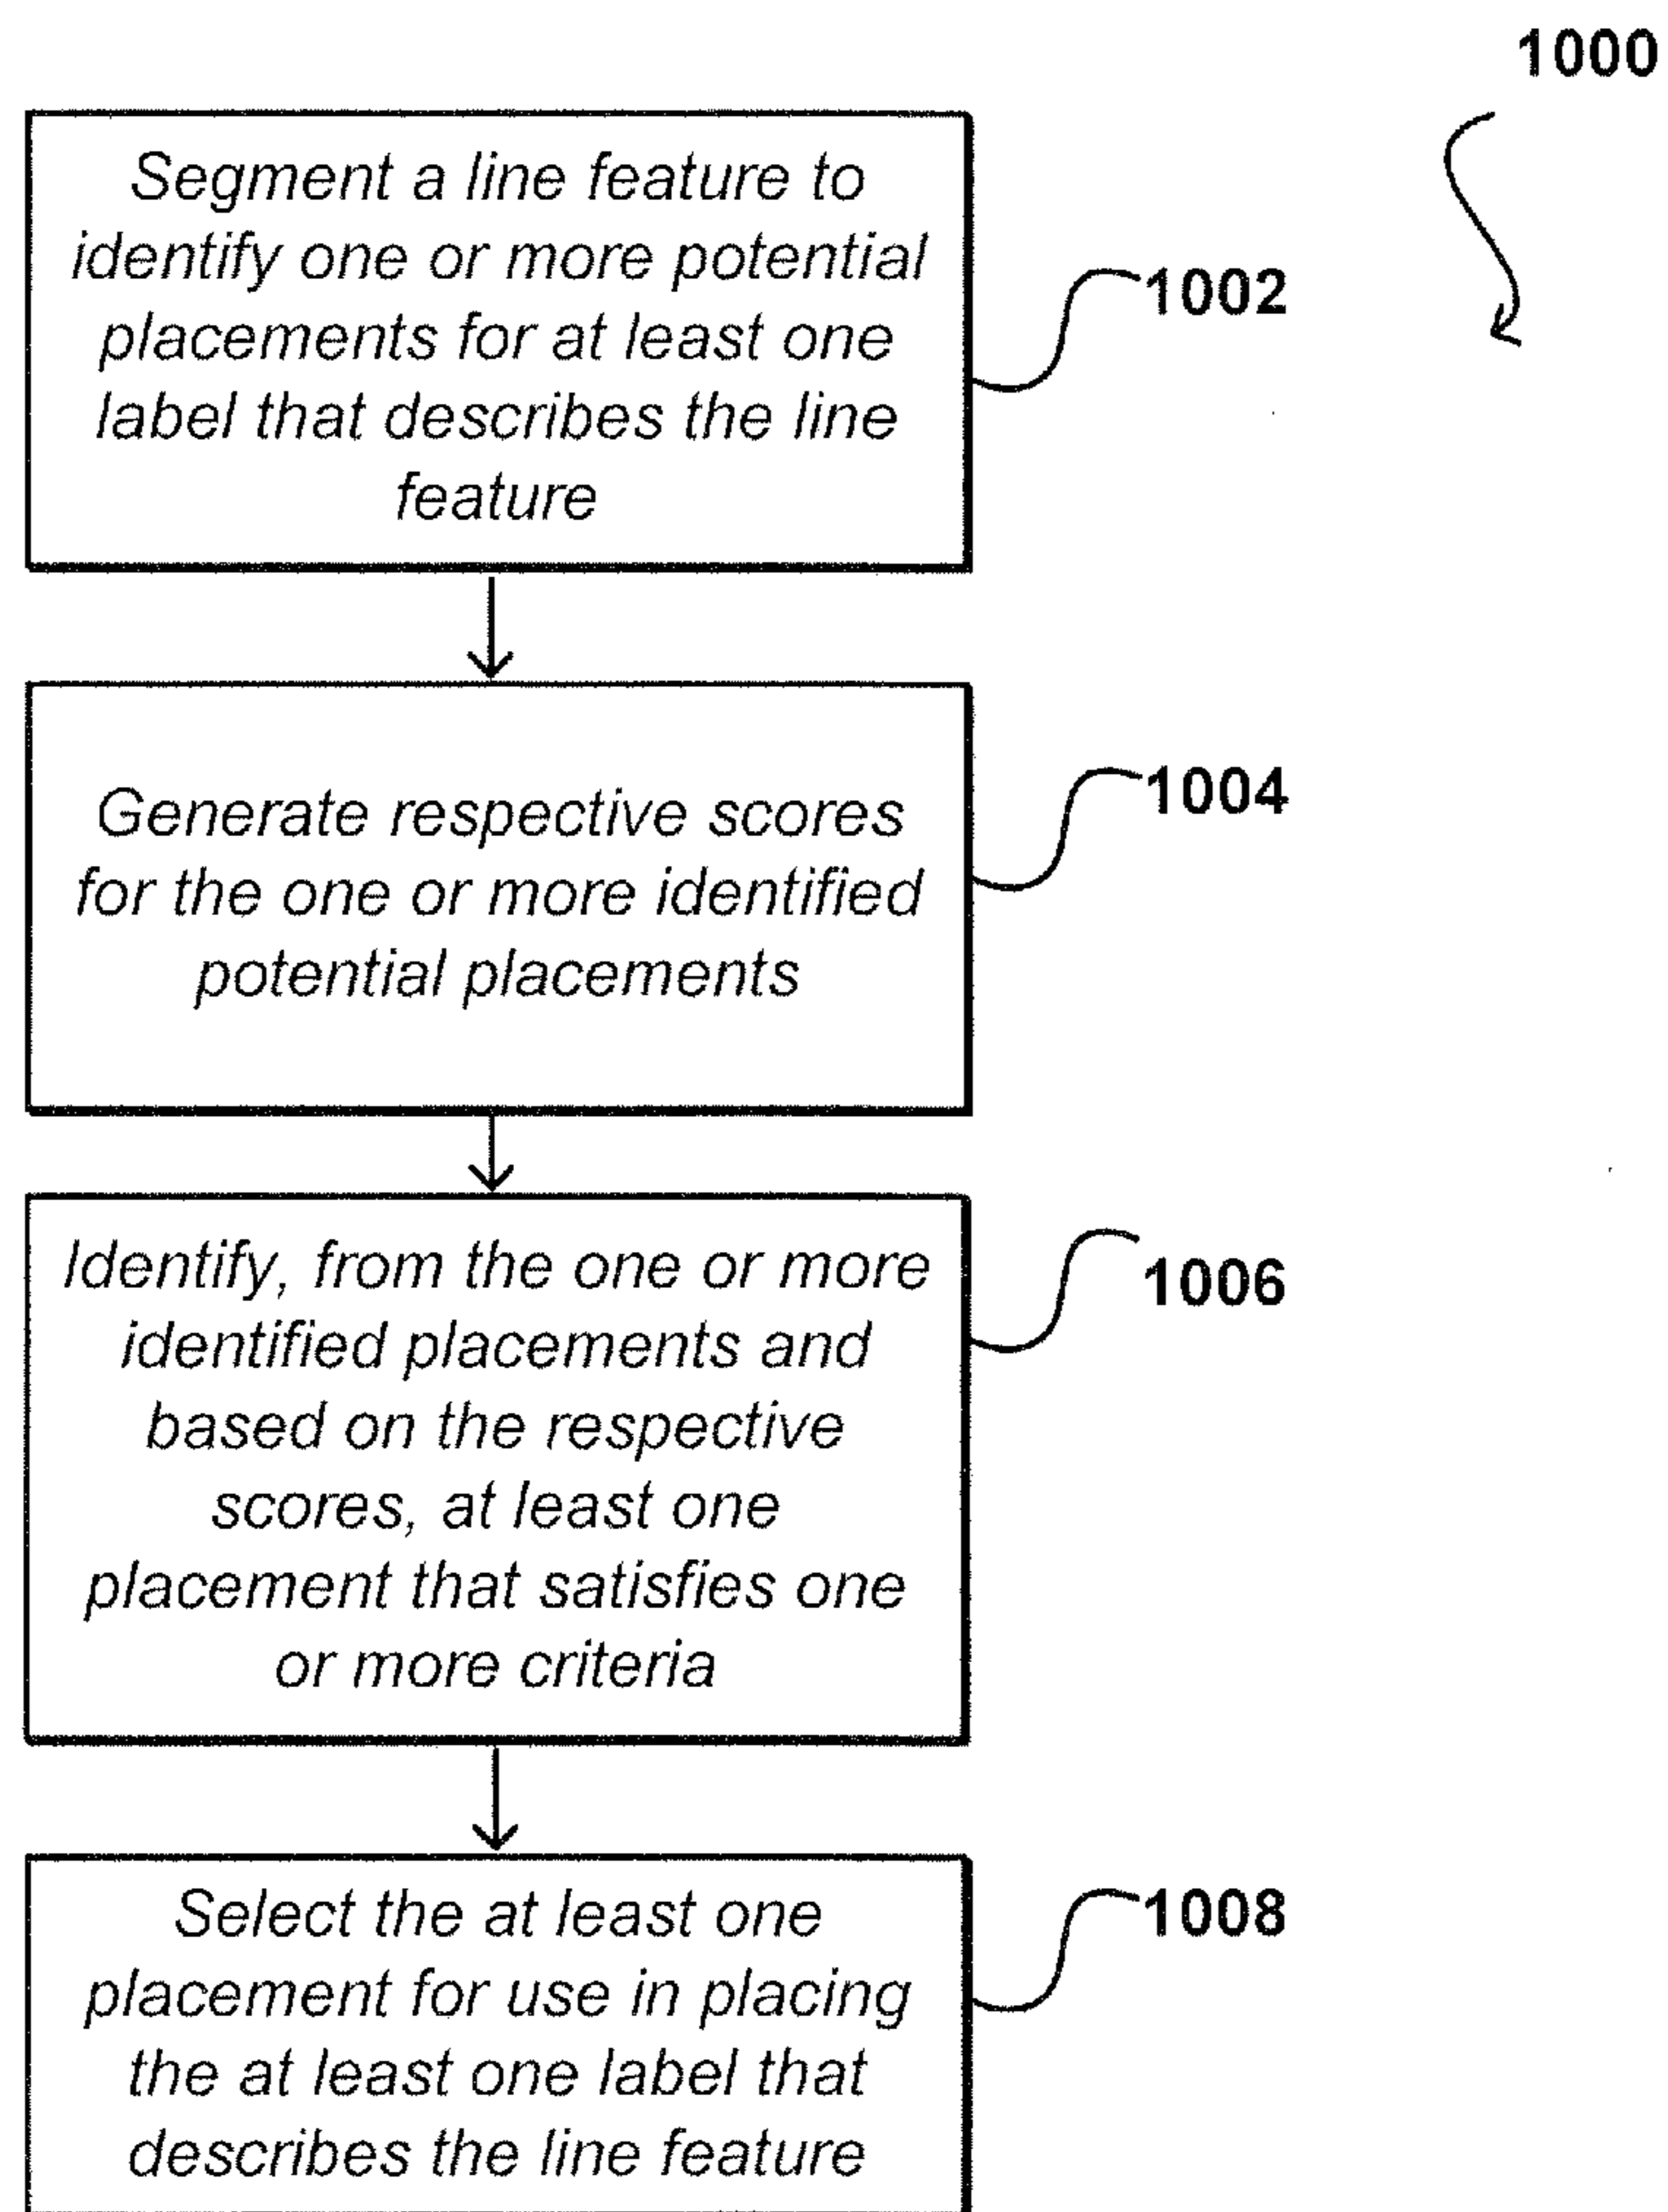 1000
Segment a line feature to
identify one or more potential
placements for at least one
label that describes the line
feature
1002
Generate respective scores
for the one or more identified
potential placements
1004
Identify, from the one or more
identified placements and
based on the respective
scores, at least one
placement that satisfies one
or more criteria
1006
Select the at least one
placement for use in placing
the at least one label that
describes the line feature
1008